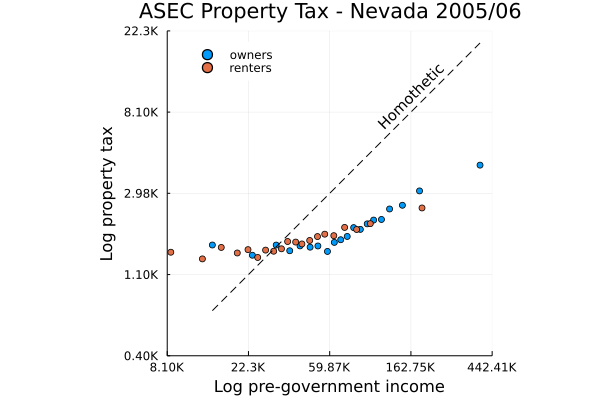 ASEC Property Tax - Nevada 2005/06
22.3K
owners
renters
Homothetic
8.10K
Log property tax
2.98K
1.10K
0.40K
8.10K 22.3K 59.87K 162.75K 442.41K
Log pre-government income